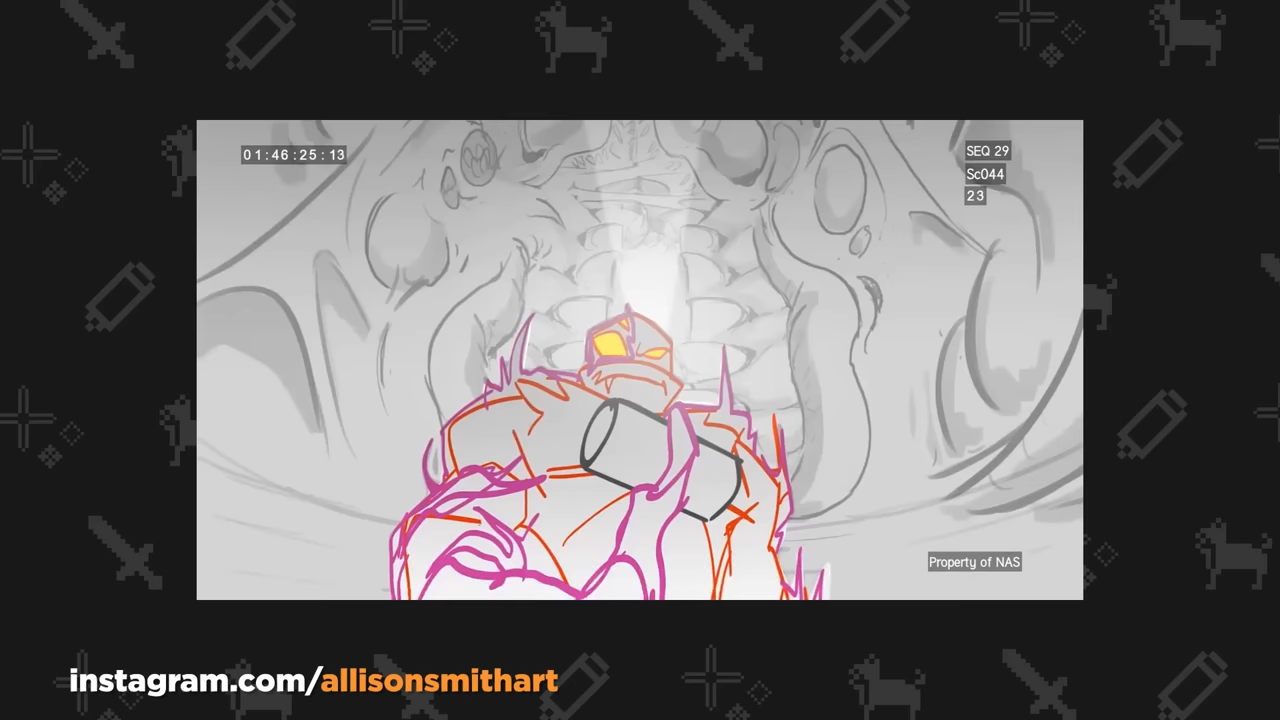 01:46:25:13
SEQ 29
Sc044
23
Property of NAS
instagram.com/allisonsmithart